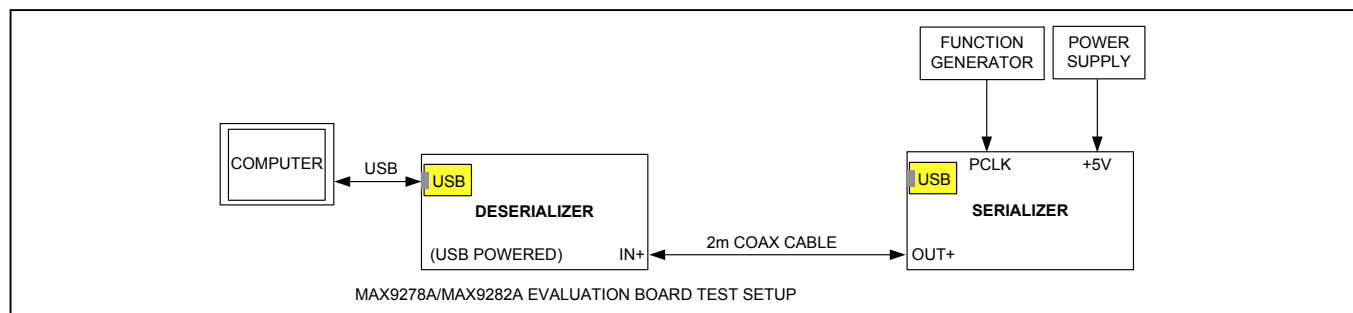 FUNCTION
GENERATOR
POWER
SUPPLY
COMPUTER
USB
USB
DESERIALIZER
(USB POWERED)
IN+
2m COAX CABLE
PCLK
+5V
USB
SERIALIZER
OUT+
MAX9278A/MAX9282A EVALUATION BOARD TEST SETUP